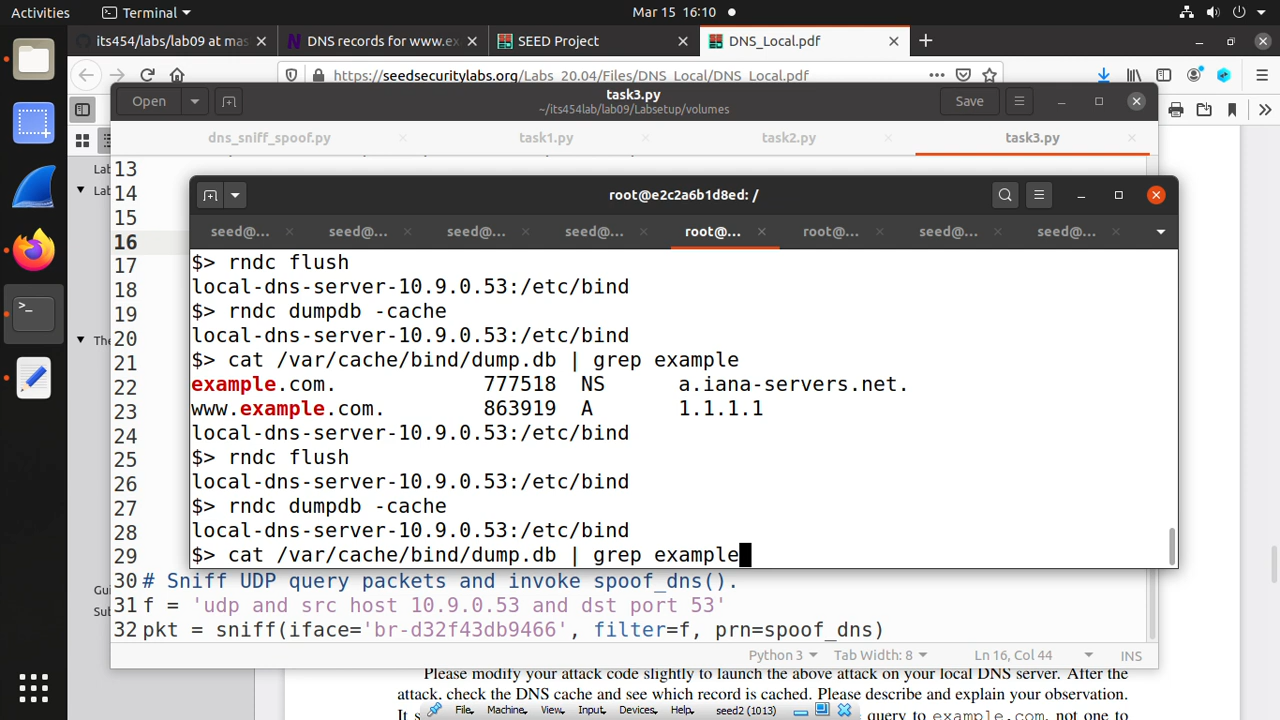 Activities
Terminal
Mar 15 16:10
its454/labs/lab09 at mas
DNS records for www.ex
SEED Project
DNS_Local.pdf
https://seedsecuritylabs.org/Labs_20.04/Files/DNS_Local/DNS_Local.pdf
Open
task3.py
~/its454lab/lab09/Labsetup/volumes
Save
dns_sniff_spoof.py
task1.py
task2.py
task3.py
Lab
Lab
The
Gui
Sub
13
14
15
16
17
18
19
20
21
22
23
24
25
26
27
28
29
root@e2c2a6b1d8ed: /
seed@...
seed@...
seed@...
seed@...
root@...
root@...
seed@...
seed@...
$> rndc flush
local-dns-server-10.9.0.53:/etc/bind
$> rndc dumpdb -cache
local-dns-server-10.9.0.53:/etc/bind
$> cat /var/cache/bind/dump.db | grep example
example.com. 777518 NS a.iana-servers.net.
www.example.com. 863919 A 1.1.1.1
local-dns-server-10.9.0.53:/etc/bind
$> rndc flush
local-dns-server-10.9.0.53:/etc/bind
$> rndc dumpdb -cache
local-dns-server-10.9.0.53:/etc/bind
$> cat /var/cache/bind/dump.db | grep example
30 # Sniff UDP query packets and invoke spoof_dns().
31 f = 'udp and src host 10.9.0.53 and dst port 53'
32 pkt = sniff(iface='br-d32f43db9466', filter=f, prn=spoof_dns)
Python 3
Tab Width: 8
Ln 16, Col 44
INS
Please modify your attack code slightly to launch the above attack on your local DNS server. After the
attack, check the DNS cache and see which record is cached. Please describe and explain your observation.
It s
query to example.com, not one to
File
Machine
View
Input
Devices
Help
seed2 (1013)